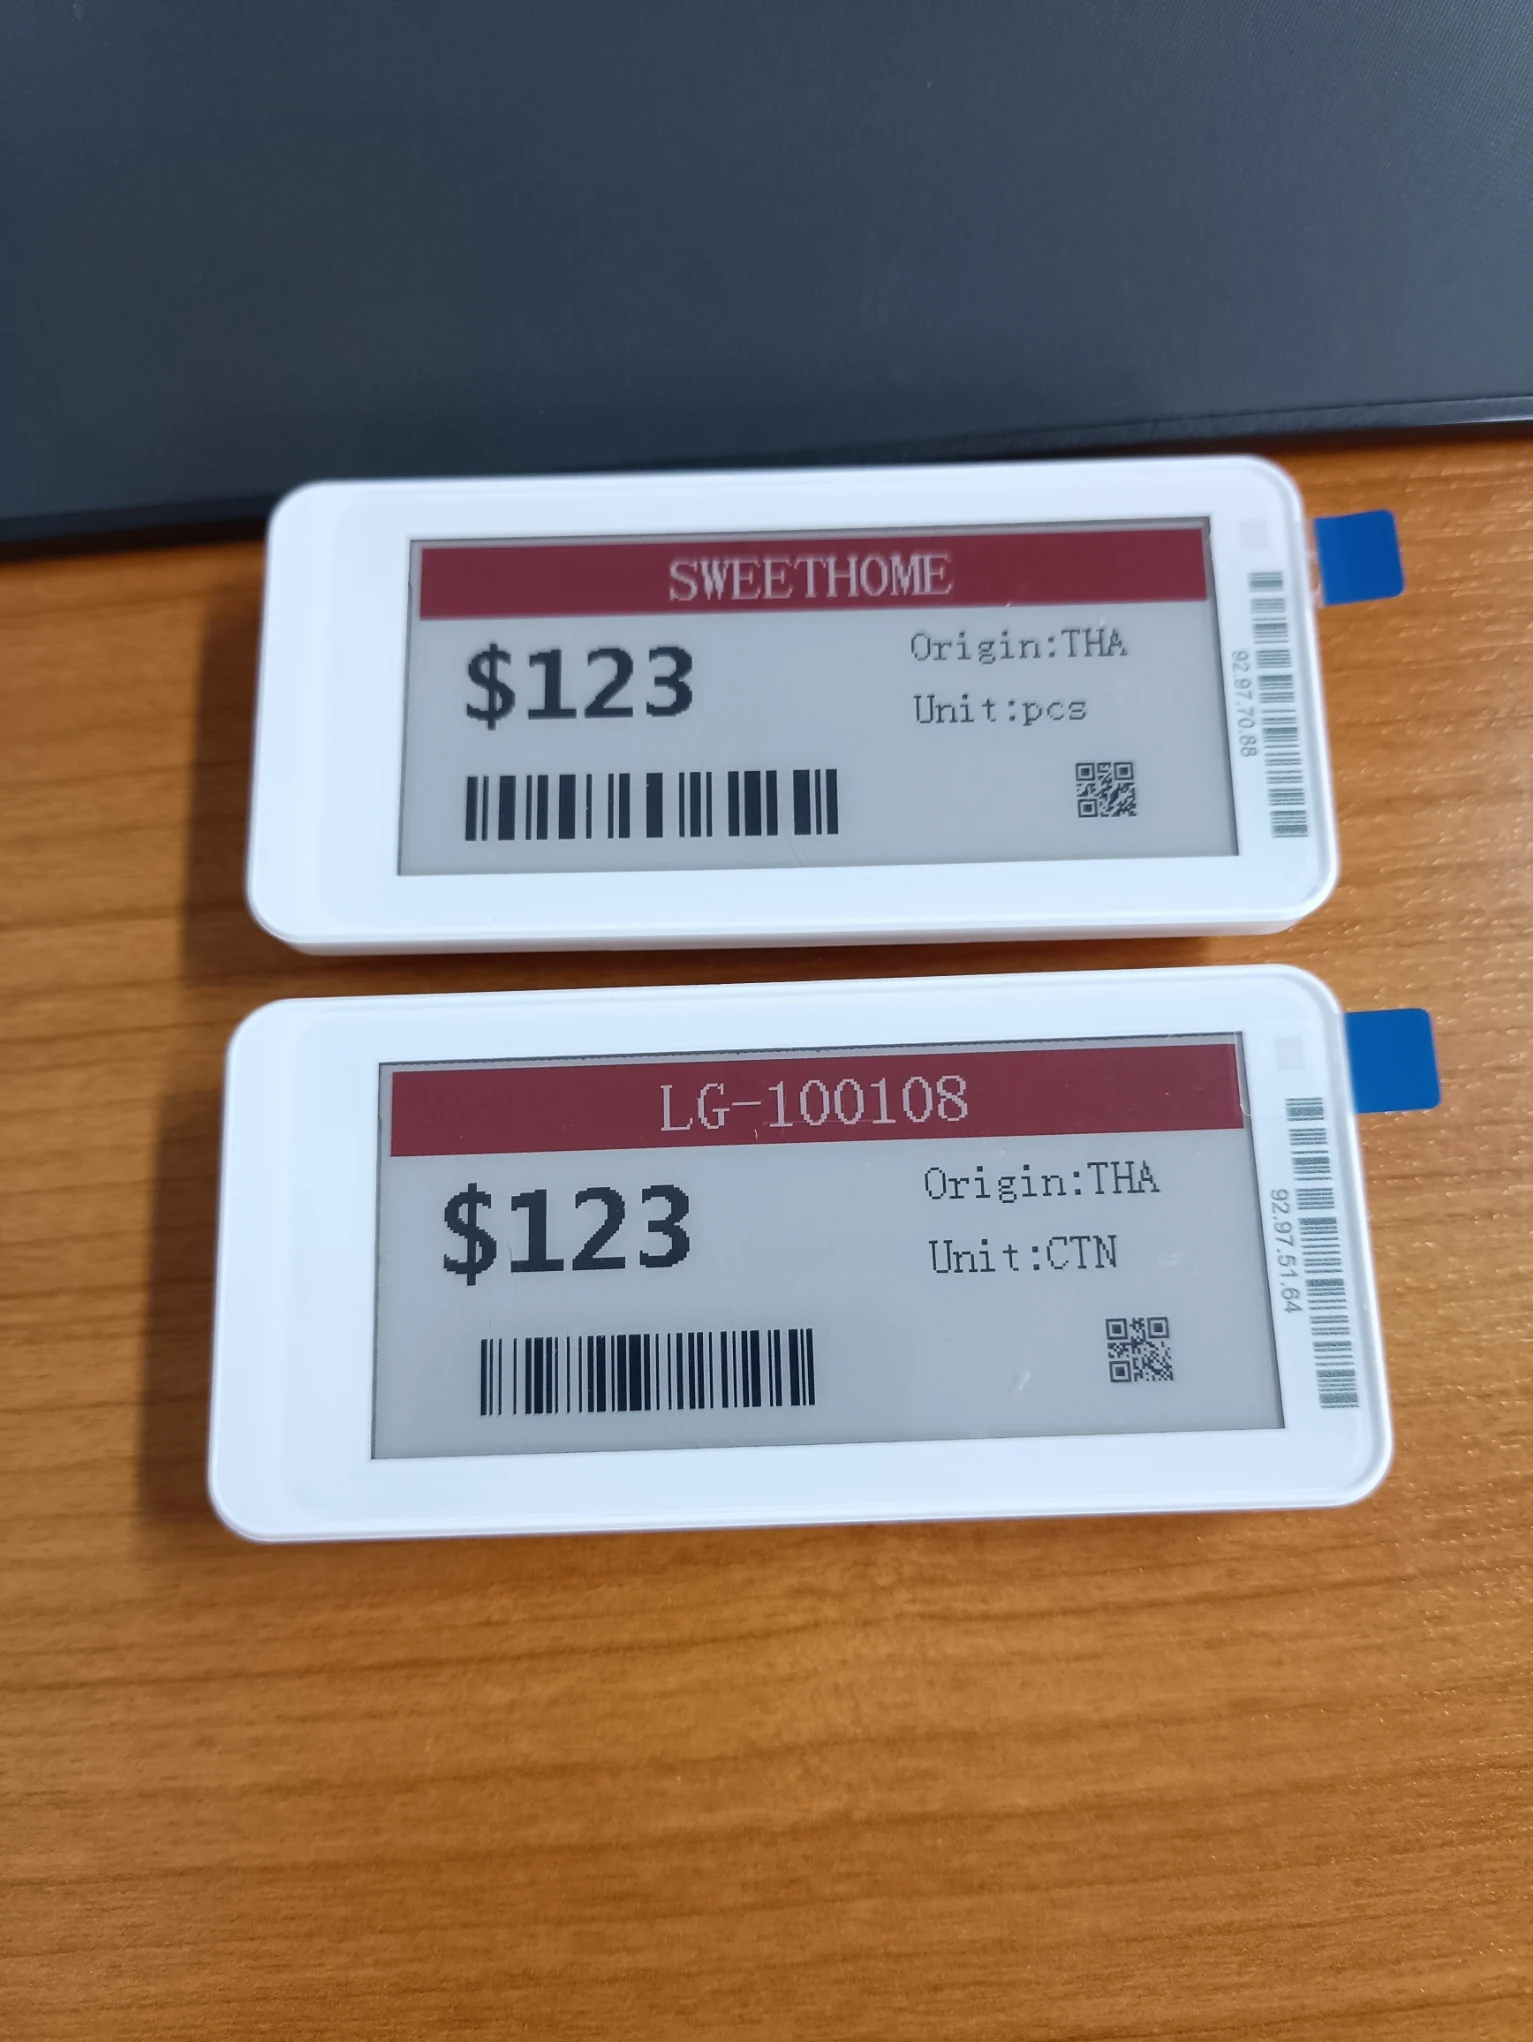 SWEETHOME
$123
Origin:THA
Unit:pcs
92.97.70.88
LG-100108
$123
Origin:THA
Unit:CTN
92.97.51.64